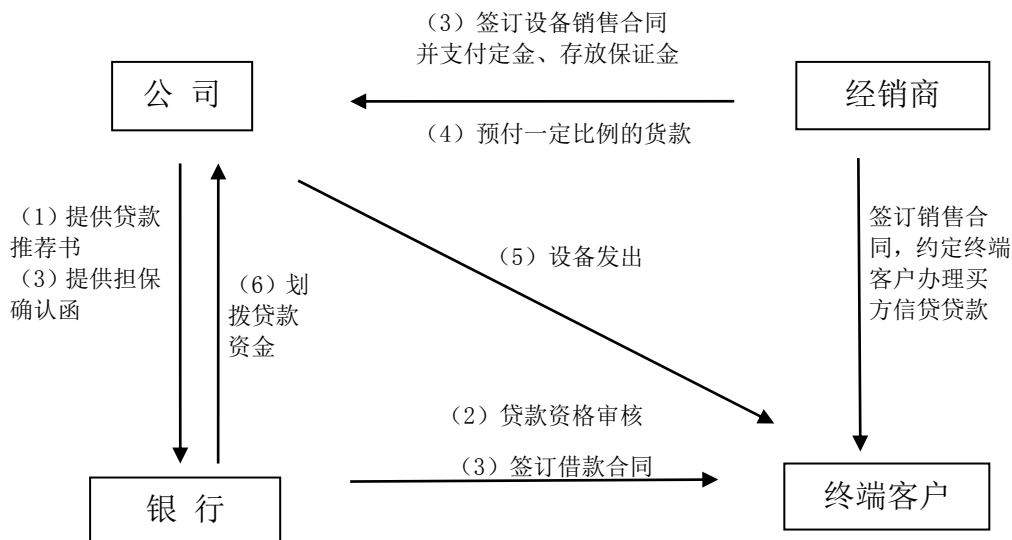 （3）签订设备销售合同
并支付定金、存放保证金
公 司
经销商
（4）预付一定比例的货款
（1）提供贷款
推荐书
（3）提供担保
确认函
（6）划
拨贷款
资金
（5）设备发出
签订销售合
同，约定终端
客户办理买
方信贷贷款
（2）贷款资格审核
（3）签订借款合同
银 行
终端客户